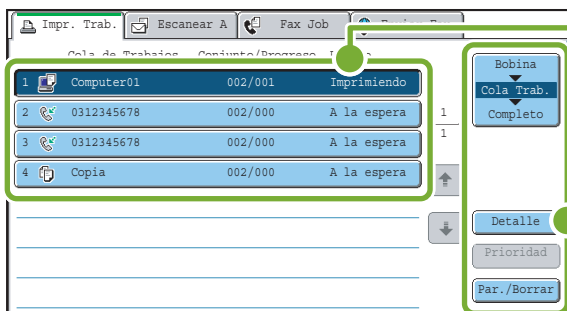 Impr. Trab. Escanear A Fax Job
Cola de Trabajos Conjunto/Progreso
1 Computer01 002/001 Imprimiendo
2 0312345678 002/000 A la espera
3 0312345678 002/000 A la espera
4 Copia 002/000 A la espera
1
1
Bobina
Cola Trab.
Completo
Detalle
Prioridad
Par./Borrar